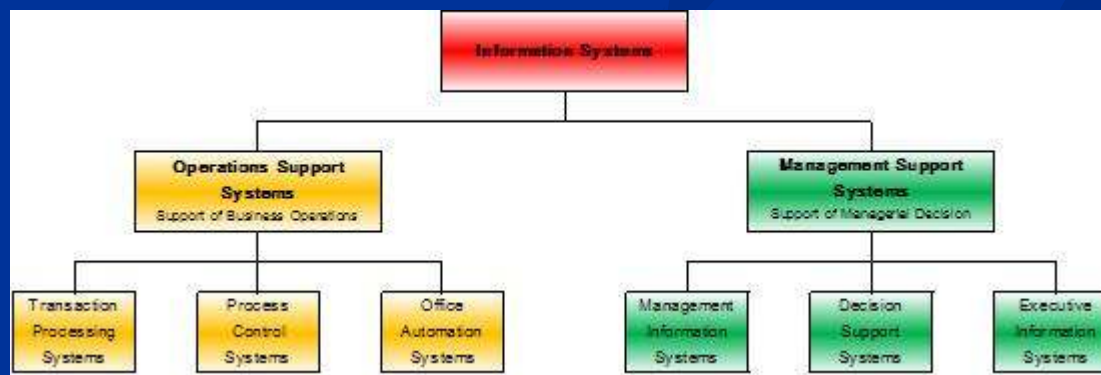 Information Systems
Operations Support
Systems
Support of Business Operations
Management Support
Systems
Support of Managerial Decision
Transaction
Processing
Systems
Process
Control
Systems
Office
Automation
Systems
Management
Information
Systems
Decision
Support
Systems
Executive
Information
Systems